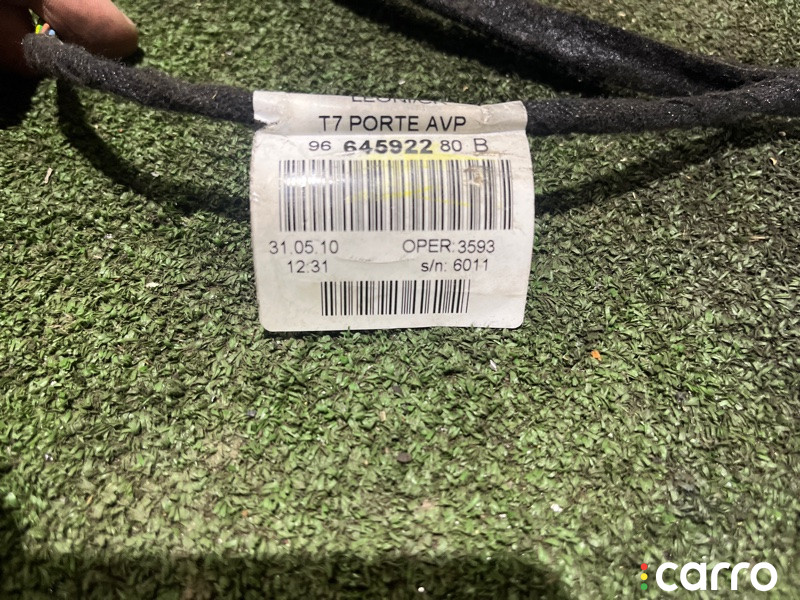 T7 PORTE AVP
96 645922 80 B
31.05.10 OPER:3593
12:31 s/n: 6011
carro